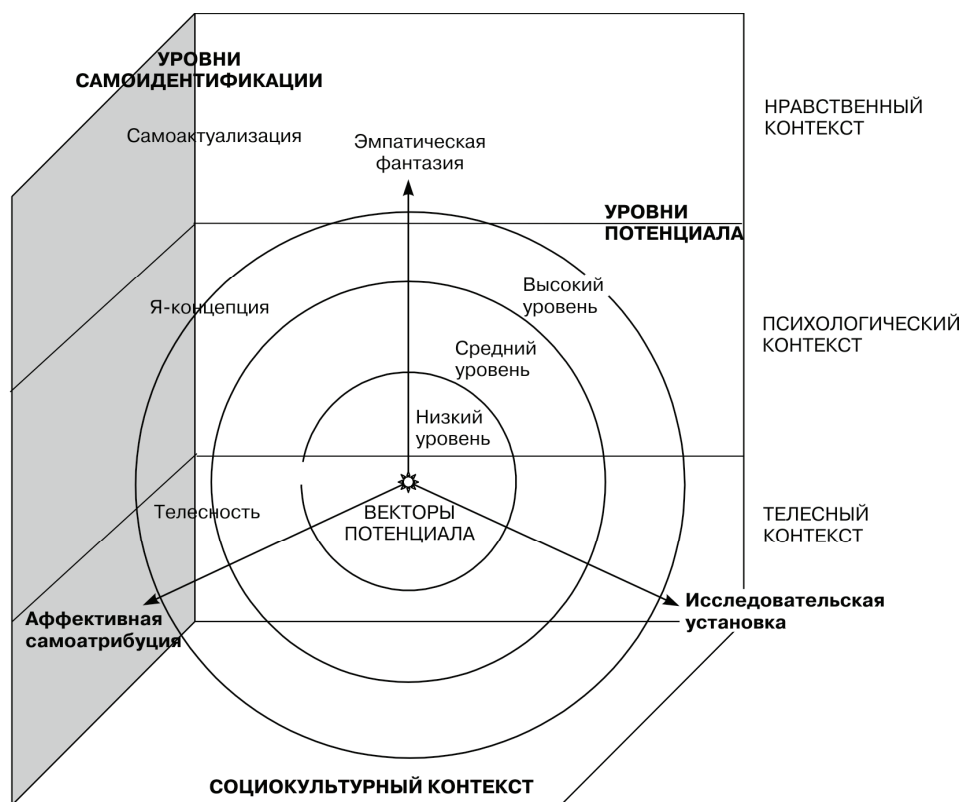 УРОВНИ
САМОИДЕНТИФИКАЦИИ
Самоактуализация
Эмпатическая
фантазия
НРАВСТВЕННЫЙ
КОНТЕКСТ
УРОВНИ
ПОТЕНЦИАЛА
Я-концепция
Высокий
уровень
ПСИХОЛОГИЧЕСКИЙ
КОНТЕКСТ
Средний
уровень
Низкий
уровень
Телесность
ВЕКТОРЫ
ПОТЕНЦИАЛА
ТЕЛЕСНЫЙ
КОНТЕКСТ
Аффективная
самоатрибуция
Исследовательская
установка
СОЦИОКУЛЬТУРНЫЙ КОНТЕКСТ